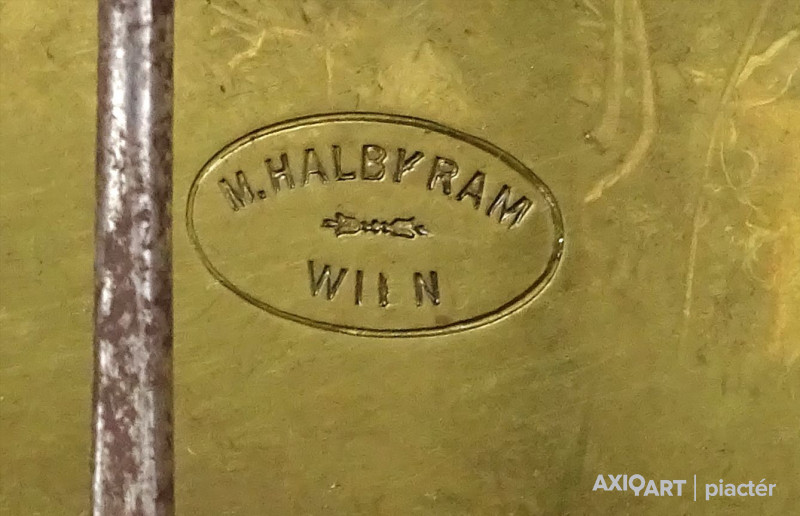 M. HALBYRAM
WIEN
AXIOART | piactér